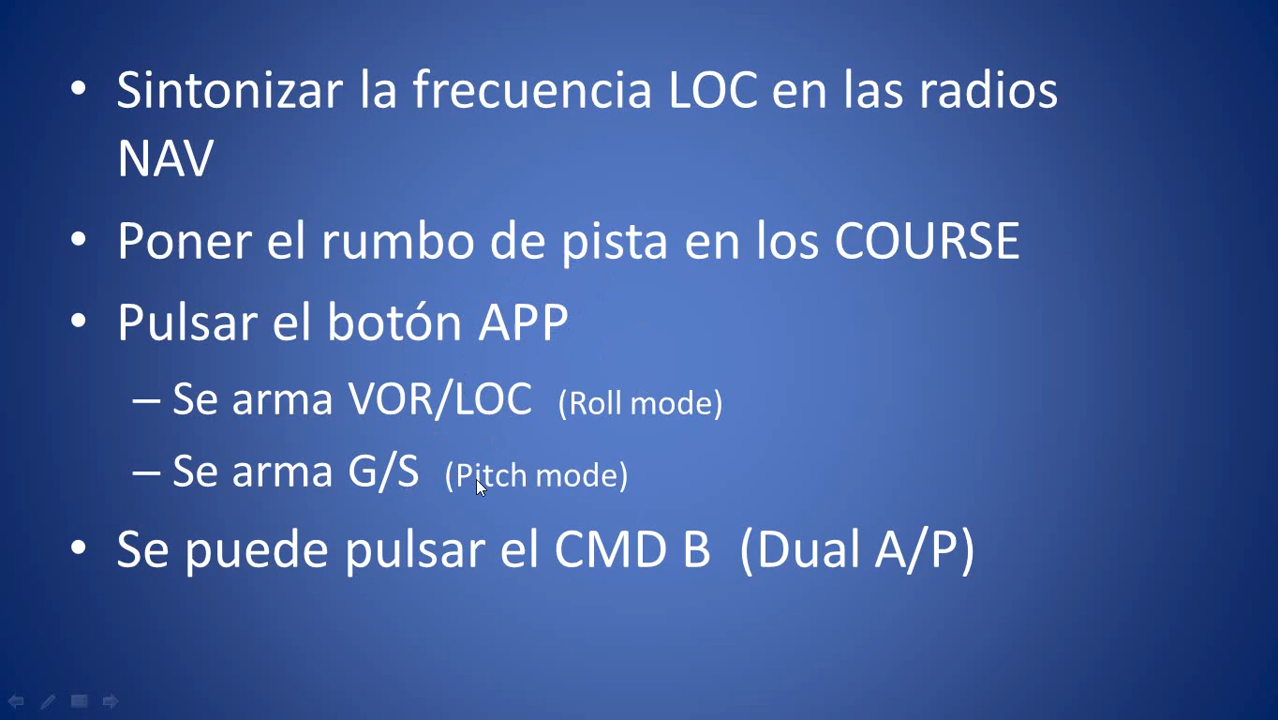 • Sintonizar la frecuencia LOC en las radios
NAV
• Poner el rumbo de pista en los COURSE
• Pulsar el botón APP
– Se arma VOR/LOC (Roll mode)
– Se arma G/S (Pitch mode)
• Se puede pulsar el CMD B (Dual A/P)